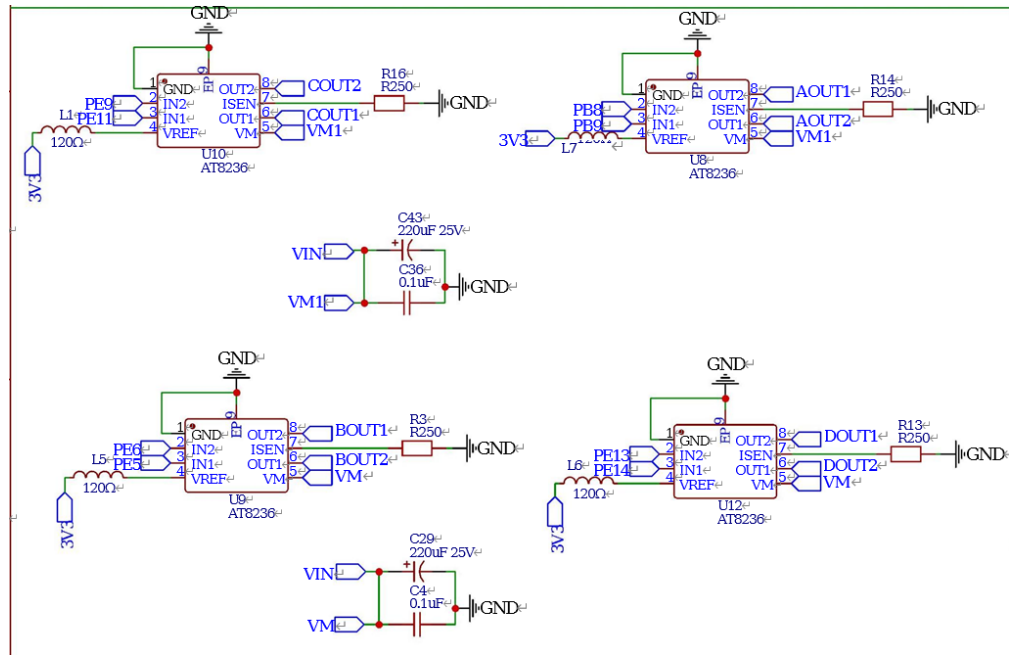 GND
1 GND EP 9 OUT2 8 COUT2
PE9 2 IN2 ISEN 7 R16 R250 GND
PE11 3 IN1 OUT1 6 COUT1
L1 120Ω 4 VREF VM 5 VM1
3V3
U10
AT8236
GND
1 GND EP 9 OUT2 8 AOUT1
PB8 2 IN2 ISEN 7 R14 R250 GND
PB9 3 IN1 OUT1 6 AOUT2
3V3 L7 120Ω 4 VREF VM 5 VM1
U8
AT8236
C43
220uF 25V
VIN +
C36
0.1uF GND
VM1
GND
1 GND EP 9 OUT2 8 BOUT1
PE6 2 IN2 ISEN 7 R3 R250 GND
PE5 3 IN1 OUT1 6 BOUT2
L5 120Ω 4 VREF VM 5 VM
3V3
U9
AT8236
GND
1 GND EP 9 OUT2 8 DOUT1
PE13 2 IN2 ISEN 7 R13 R250 GND
PE14 3 IN1 OUT1 6 DOUT2
L6 120Ω 4 VREF VM 5 VM
3V3
U12
AT8236
C29
220uF 25V
VIN +
C4
0.1uF GND
VM